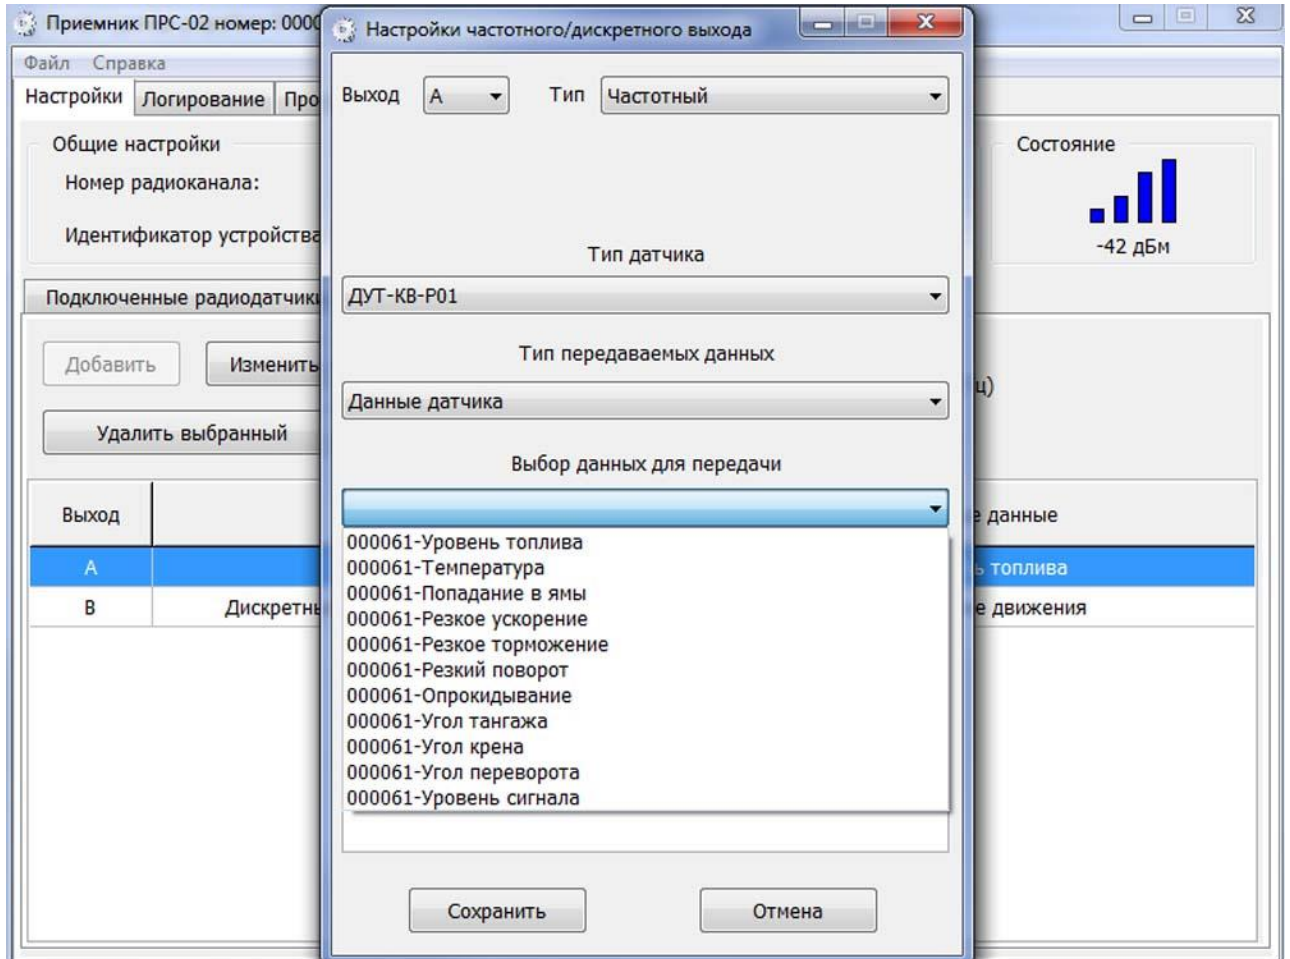 Приемник ПРС-02 номер: 0000
Файл Справка
Настройки Логирование Про
Общие настройки
Номер радиоканала:
Идентификатор устройства
Подключенные радиодатчики
Добавить Изменить
Удалить выбранный
Выход
A
B Дискретны
Настройки частотного/дискретного выхода
Выход A Тип Частотный
Тип датчика
ДУТ-КВ-Р01
Тип передаваемых данных
Данные датчика
Выбор данных для передачи
000061-Уровень топлива
000061-Температура
000061-Попадание в ямы
000061-Резкое ускорение
000061-Резкое торможение
000061-Резкий поворот
000061-Опрокидывание
000061-Угол тангажа
000061-Угол крена
000061-Угол переворота
000061-Уровень сигнала
Сохранить Отмена
Состояние
-42 дБм
ц)
е данные
ь топлива
е движения